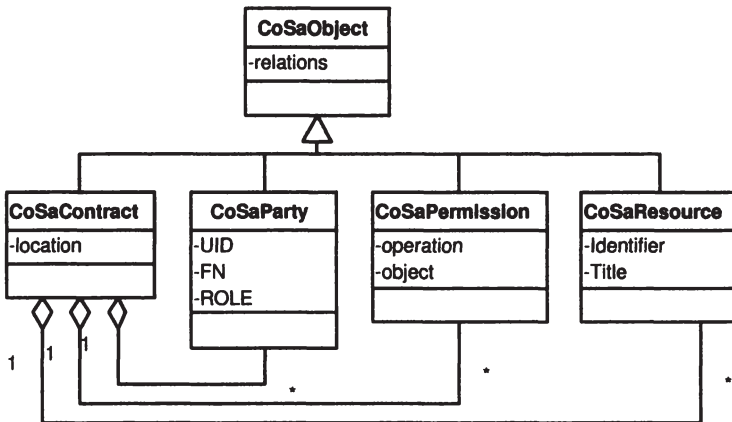 CoSaObject
-relations
CoSaContract
-location
CoSaParty
-UID
-FN
-ROLE
CoSaPermission
-operation
-object
CoSaResource
-Identifier
-Title
1
1
1
*
*
*